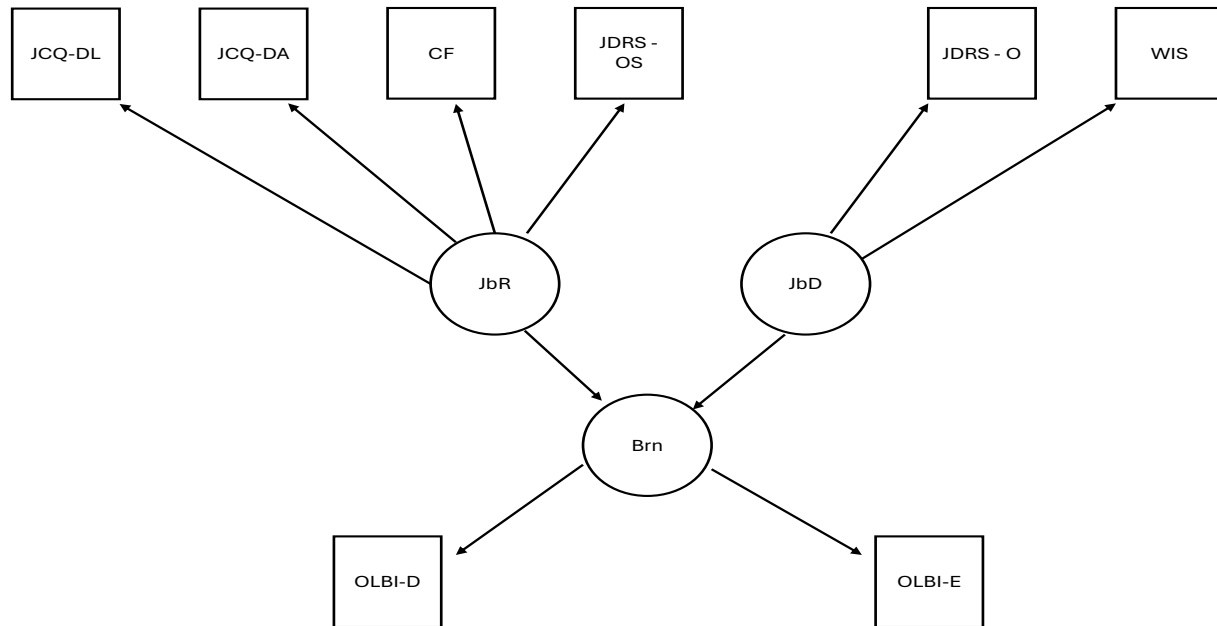 JCQ-DL
JCQ-DA
CF
JDRS -
OS
JDRS - O
WIS
JbR
JbD
Brn
OLBI-D
OLBI-E